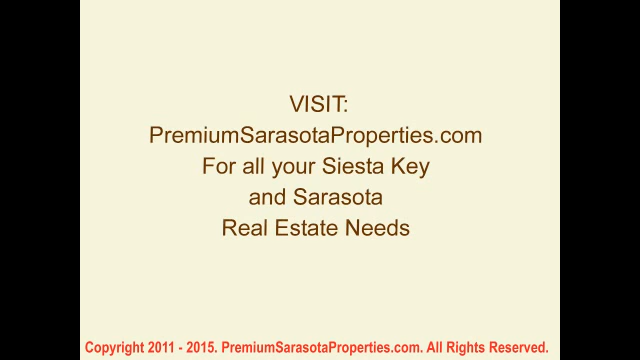 VISIT:
PremiumSarasotaProperties.com
For all your Siesta Key
and Sarasota
Real Estate Needs
Copyright 2011 - 2015. PremiumSarasotaProperties.com. All Rights Reserved.